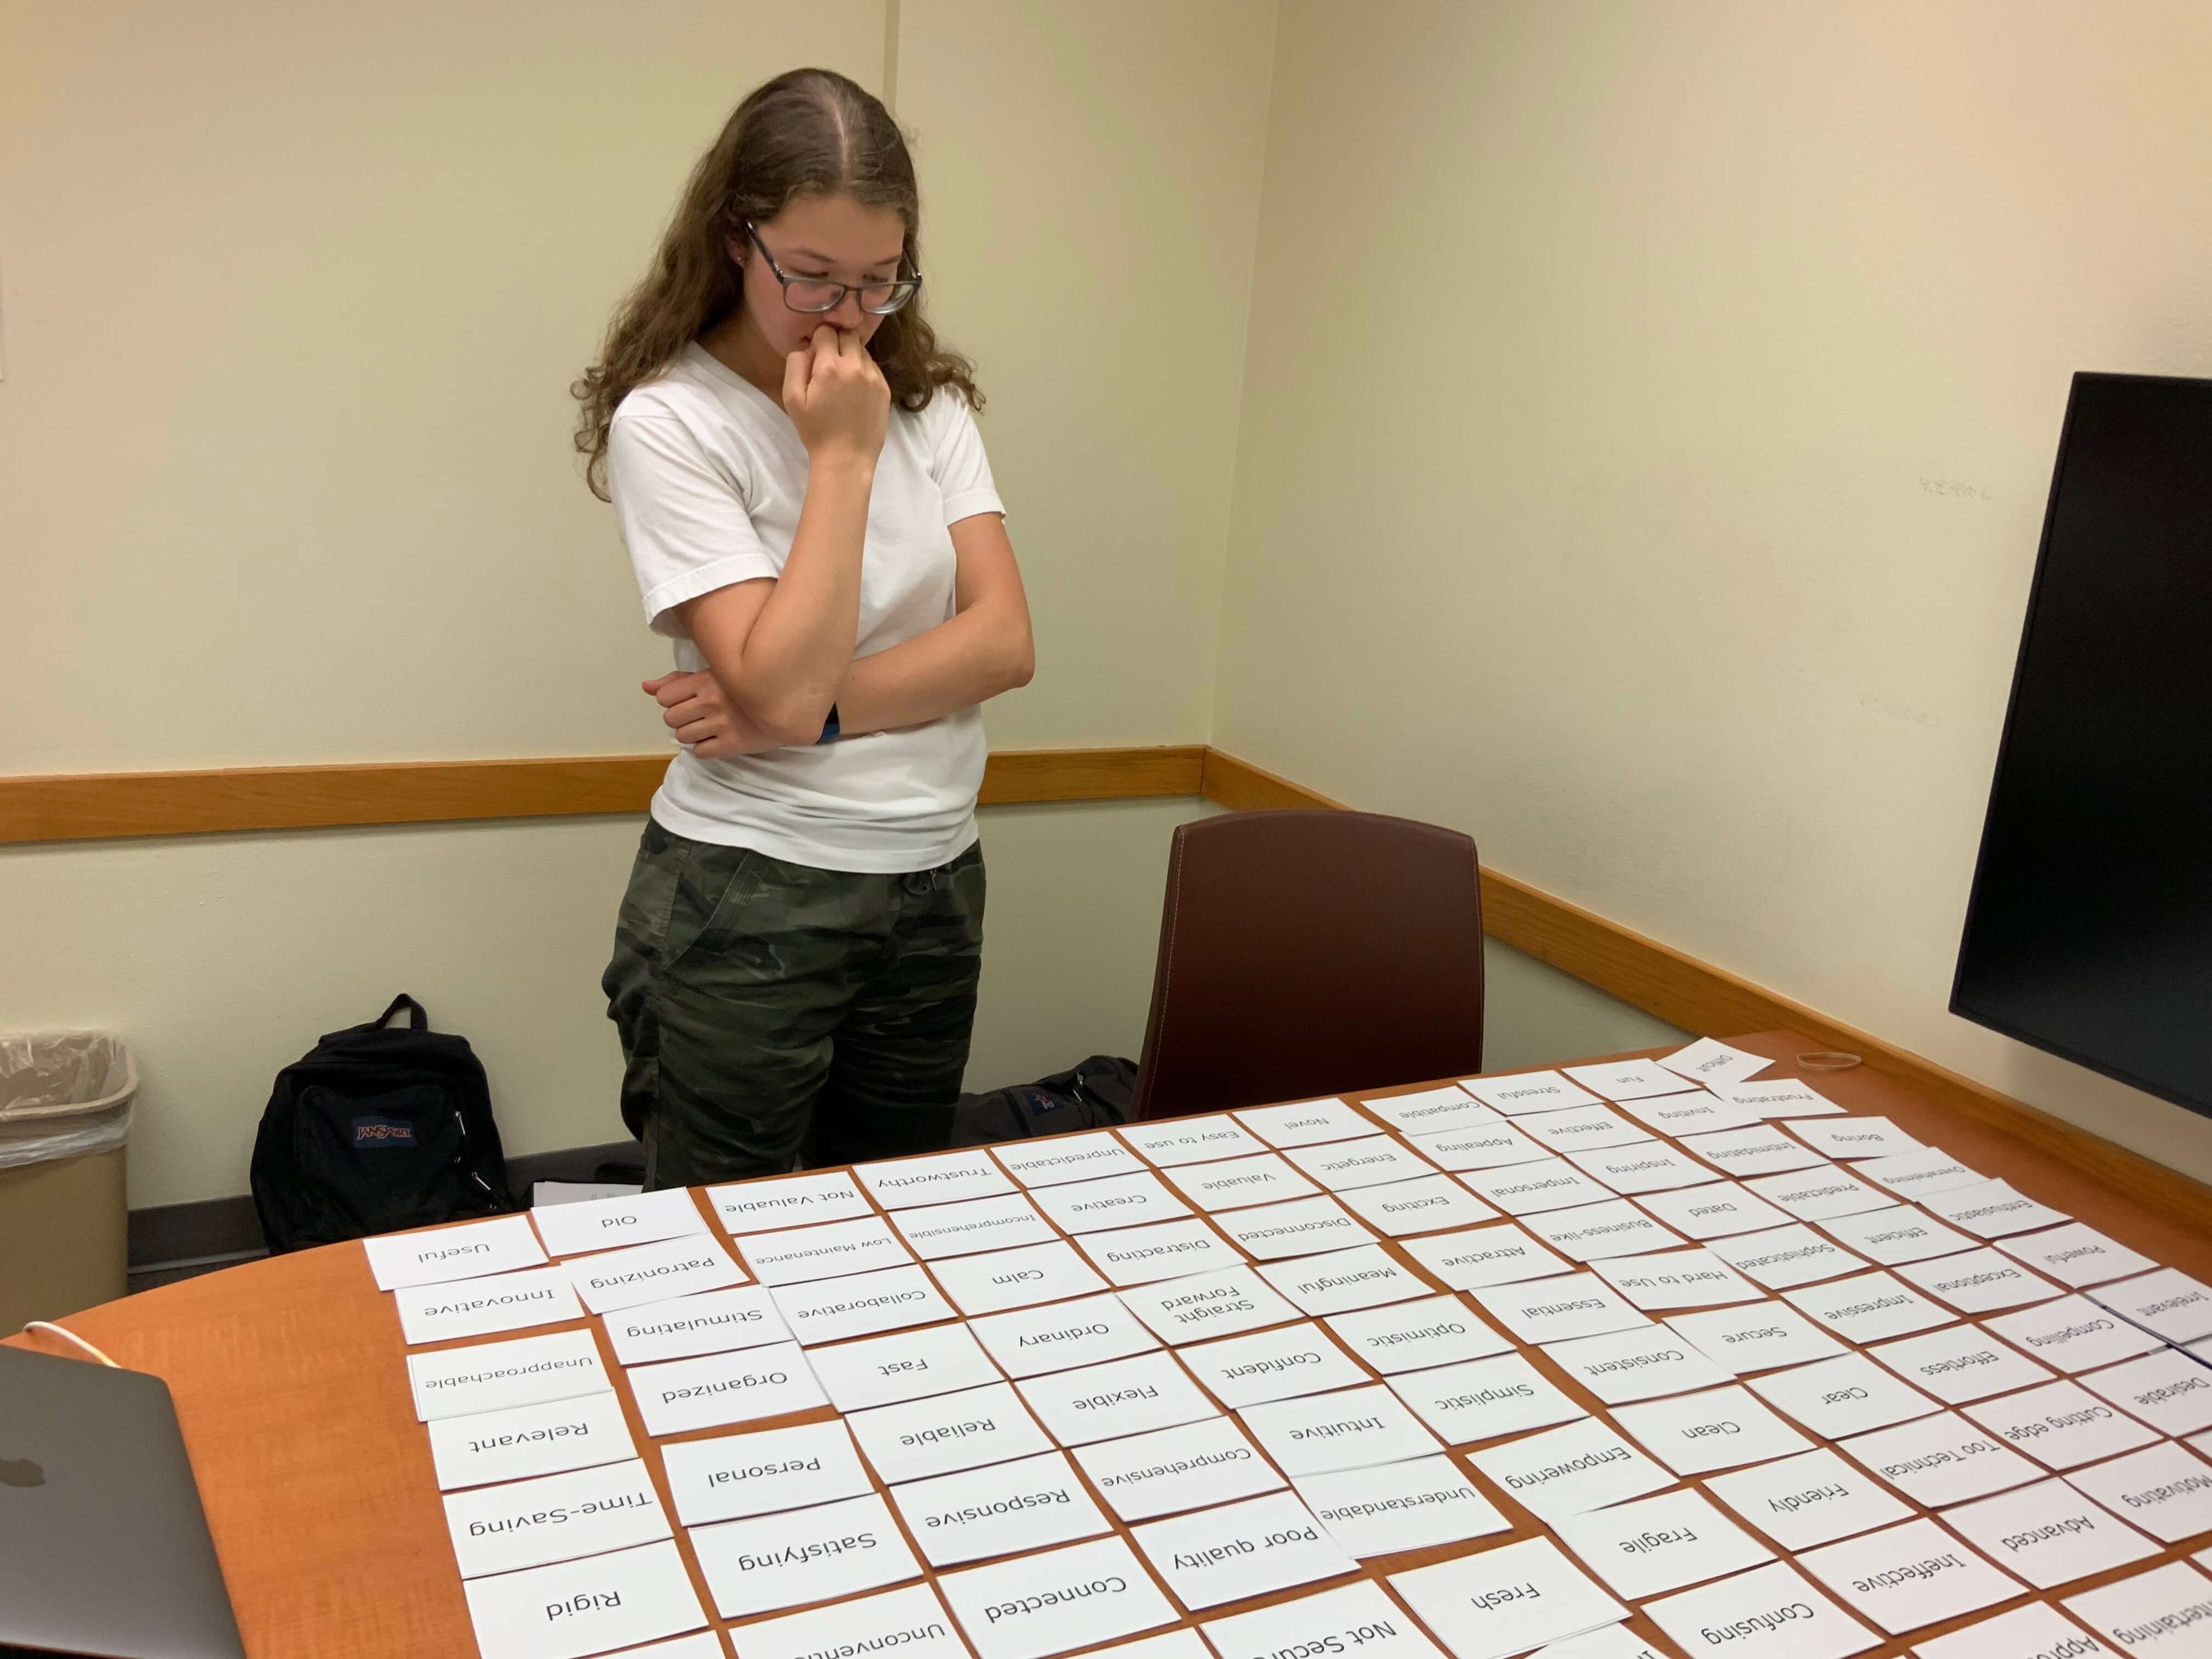 JANSPORT
Difficult
Fun
Stressful
Compatible
Novel
Easy to use
Unpredictable
Trustworthy
Not Valuable
Old
Useful
Frustrating
Inviting
Effective
Appealing
Energetic
Valuable
Creative
Incomprehensible
Low Maintenance
Patronizing
Innovative
Boring
Intimidating
Inspiring
Impersonal
Exciting
Disconnected
Distracting
Calm
Collaborative
Stimulating
Unapproachable
Overwhelming
Predictable
Dated
Business-like
Attractive
Meaningful
Straight
Forward
Ordinary
Fast
Organized
Relevant
Enthusiastic
Efficient
Sophisticated
Hard to Use
Essential
Optimistic
Confident
Flexible
Reliable
Personal
Time-Saving
Powerful
Exceptional
Impressive
Secure
Consistent
Simplistic
Intuitive
Comprehensive
Responsive
Satisfying
Rigid
Irrelevant
Compelling
Effortless
Clear
Clean
Empowering
Understandable
Poor quality
Connected
Desirable
Cutting edge
Too Technical
Friendly
Fragile
Fresh
Motivating
Advanced
Ineffective
Confusing